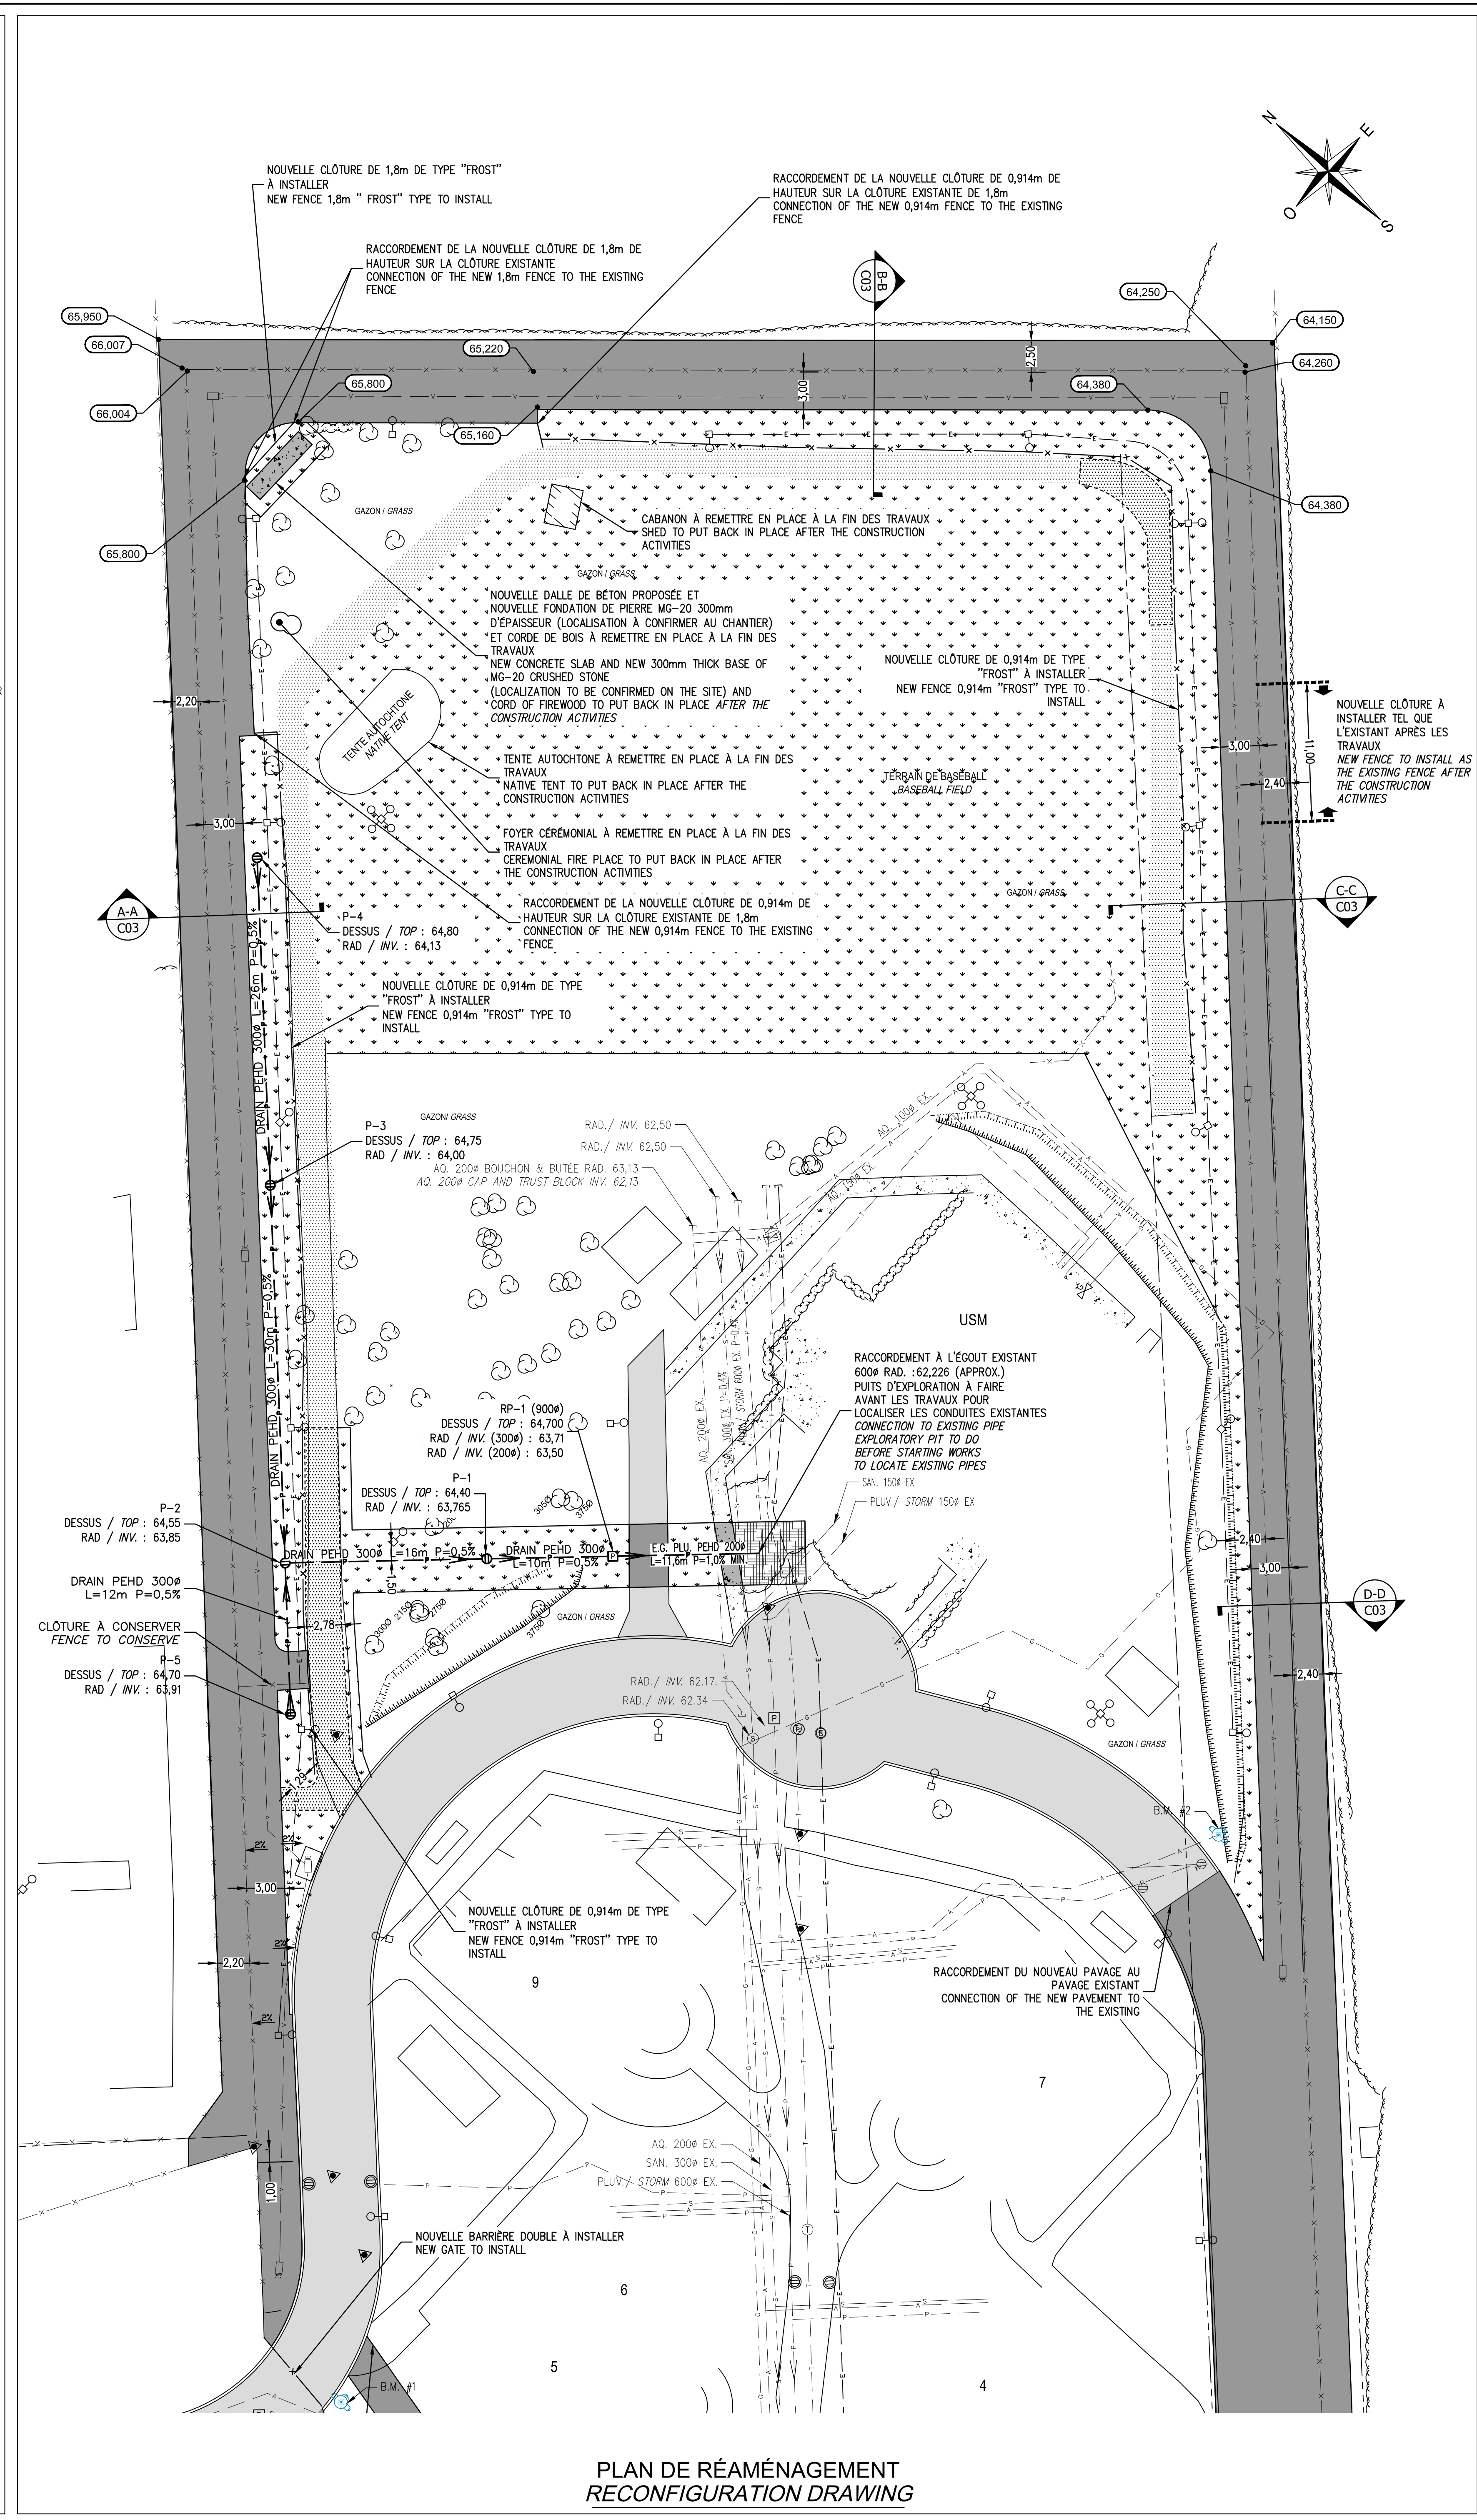 N
E
O
S
NOUVELLE CLÔTURE DE 1,8m DE TYPE "FROST"
À INSTALLER
NEW FENCE 1,8m " FROST" TYPE TO INSTALL
RACCORDEMENT DE LA NOUVELLE CLÔTURE DE 0,914m DE
HAUTEUR SUR LA CLÔTURE EXISTANTE DE 1,8m
CONNECTION OF THE NEW 0,914m FENCE TO THE EXISTING
FENCE
RACCORDEMENT DE LA NOUVELLE CLÔTURE DE 1,8m DE
HAUTEUR SUR LA CLÔTURE EXISTANTE
CONNECTION OF THE NEW 1,8m FENCE TO THE EXISTING
FENCE
B-B
C03
64,250
65,950
64,150
66,007
65,220
2,50
64,260
65,800
3,00
64,380
66,004
65,160
64,380
GAZON / GRASS
65,800
CABANON À REMETTRE EN PLACE À LA FIN DES TRAVAUX
SHED TO PUT BACK IN PLACE AFTER THE CONSTRUCTION
ACTIVITIES
GAZON / GRASS
NOUVELLE DALLE DE BÉTON PROPOSÉE ET
NOUVELLE FONDATION DE PIERRE MG-20 300mm
D'ÉPAISSEUR (LOCALISATION À CONFIRMER AU CHANTIER)
ET CORDE DE BOIS À REMETTRE EN PLACE À LA FIN DES
TRAVAUX
NEW CONCRETE SLAB AND NEW 300mm THICK BASE OF
MG-20 CRUSHED STONE
(LOCALIZATION TO BE CONFIRMED ON THE SITE) AND
CORD OF FIREWOOD TO PUT BACK IN PLACE AFTER THE
CONSTRUCTION ACTIVITIES
NOUVELLE CLÔTURE DE 0,914m DE TYPE
"FROST" À INSTALLER
NEW FENCE 0,914m "FROST" TYPE TO
INSTALL
2,20
TENTE AUTOCHTONE
NATIVE TENT
NOUVELLE CLÔTURE À
INSTALLER TEL QUE
L'EXISTANT APRÈS LES
TRAVAUX
NEW FENCE TO INSTALL AS
THE EXISTING FENCE AFTER
THE CONSTRUCTION
ACTIVITIES
11,00
3,00
2,40
TENTE AUTOCHTONE À REMETTRE EN PLACE À LA FIN DES
TRAVAUX
NATIVE TENT TO PUT BACK IN PLACE AFTER THE
CONSTRUCTION ACTIVITIES
TERRAIN DE BASEBALL
BASEBALL FIELD
3,00
FOYER CÉRÉMONIAL À REMETTRE EN PLACE À LA FIN DES
TRAVAUX
CEREMONIAL FIRE PLACE TO PUT BACK IN PLACE AFTER
THE CONSTRUCTION ACTIVITIES
GAZON / GRASS
C-C
C03
A-A
C03
RACCORDEMENT DE LA NOUVELLE CLÔTURE DE 0,914m DE
HAUTEUR SUR LA CLÔTURE EXISTANTE DE 1,8m
CONNECTION OF THE NEW 0,914m FENCE TO THE EXISTING
FENCE
P-4
DESSUS / TOP : 64,80
RAD / INV. : 64,13
DRAIN PEHD 300ø L=26m P=0,5%
NOUVELLE CLÔTURE DE 0,914m DE TYPE
"FROST" À INSTALLER
NEW FENCE 0,914m "FROST" TYPE TO
INSTALL
GAZON/ GRASS
P-3
DESSUS / TOP : 64,75
RAD / INV. : 64,00
RAD./ INV. 62,50
RAD./ INV. 62,50
AQ. 200ø BOUCHON & BUTÉE RAD. 63,13
AQ. 200ø CAP AND TRUST BLOCK INV. 62,13
AQ. 100ø EX.
AQ. 150ø EX.
DRAIN PEHD 300ø L=30m P=0,5%
USM
RACCORDEMENT À L'ÉGOUT EXISTANT
600ø RAD. :62,226 (APPROX.)
PUITS D'EXPLORATION À FAIRE
AVANT LES TRAVAUX POUR
LOCALISER LES CONDUITES EXISTANTES
CONNECTION TO EXISTING PIPE
EXPLORATORY PIT TO DO
BEFORE STARTING WORKS
TO LOCATE EXISTING PIPES
AQ. 200ø EX.
SAN. 300ø EX. P=0,4%
STORM 600ø EX. P=0,4%
RP-1 (900ø)
DESSUS / TOP : 64,700
RAD / INV. (300ø) : 63,71
RAD / INV. (200ø) : 63,50
P-1
DESSUS / TOP : 64,40
RAD / INV. : 63,765
SAN. 150ø EX
PLUV./ STORM 150ø EX
3050
3750
P-2
DESSUS / TOP : 64,55
RAD / INV. : 63,85
DRAIN PEHD 300ø L=16m P=0,5%
DRAIN PEHD 300ø
L=10m P=0,5%
E.G. PLU. PEHD 200ø
L=11,6m P=1,0% MIN.
1,50
2,40
3,00
DRAIN PEHD 300ø
L=12m P=0,5%
CLÔTURE À CONSERVER
FENCE TO CONSERVE
2,78
3000
2150
2750
3750
GAZON / GRASS
D-D
C03
P-5
DESSUS / TOP : 64,70
RAD / INV. : 63,91
2,40
RAD./ INV. 62.17.
RAD./ INV. 62.34
GAZON / GRASS
1,29
B.M. #2
2%
2%
3,00
NOUVELLE CLÔTURE DE 0,914m DE TYPE
"FROST" À INSTALLER
NEW FENCE 0,914m "FROST" TYPE TO
INSTALL
2%
2,20
9
RACCORDEMENT DU NOUVEAU PAVAGE AU
PAVAGE EXISTANT
CONNECTION OF THE NEW PAVEMENT TO
THE EXISTING
2%
7
AQ. 200ø EX.
SAN. 300ø EX.
PLUV./ STORM 600ø EX.
1,00
NOUVELLE BARRIÈRE DOUBLE À INSTALLER
NEW GATE TO INSTALL
6
5
4
B.M. #1
PLAN DE RÉAMÉNAGEMENT
RECONFIGURATION DRAWING